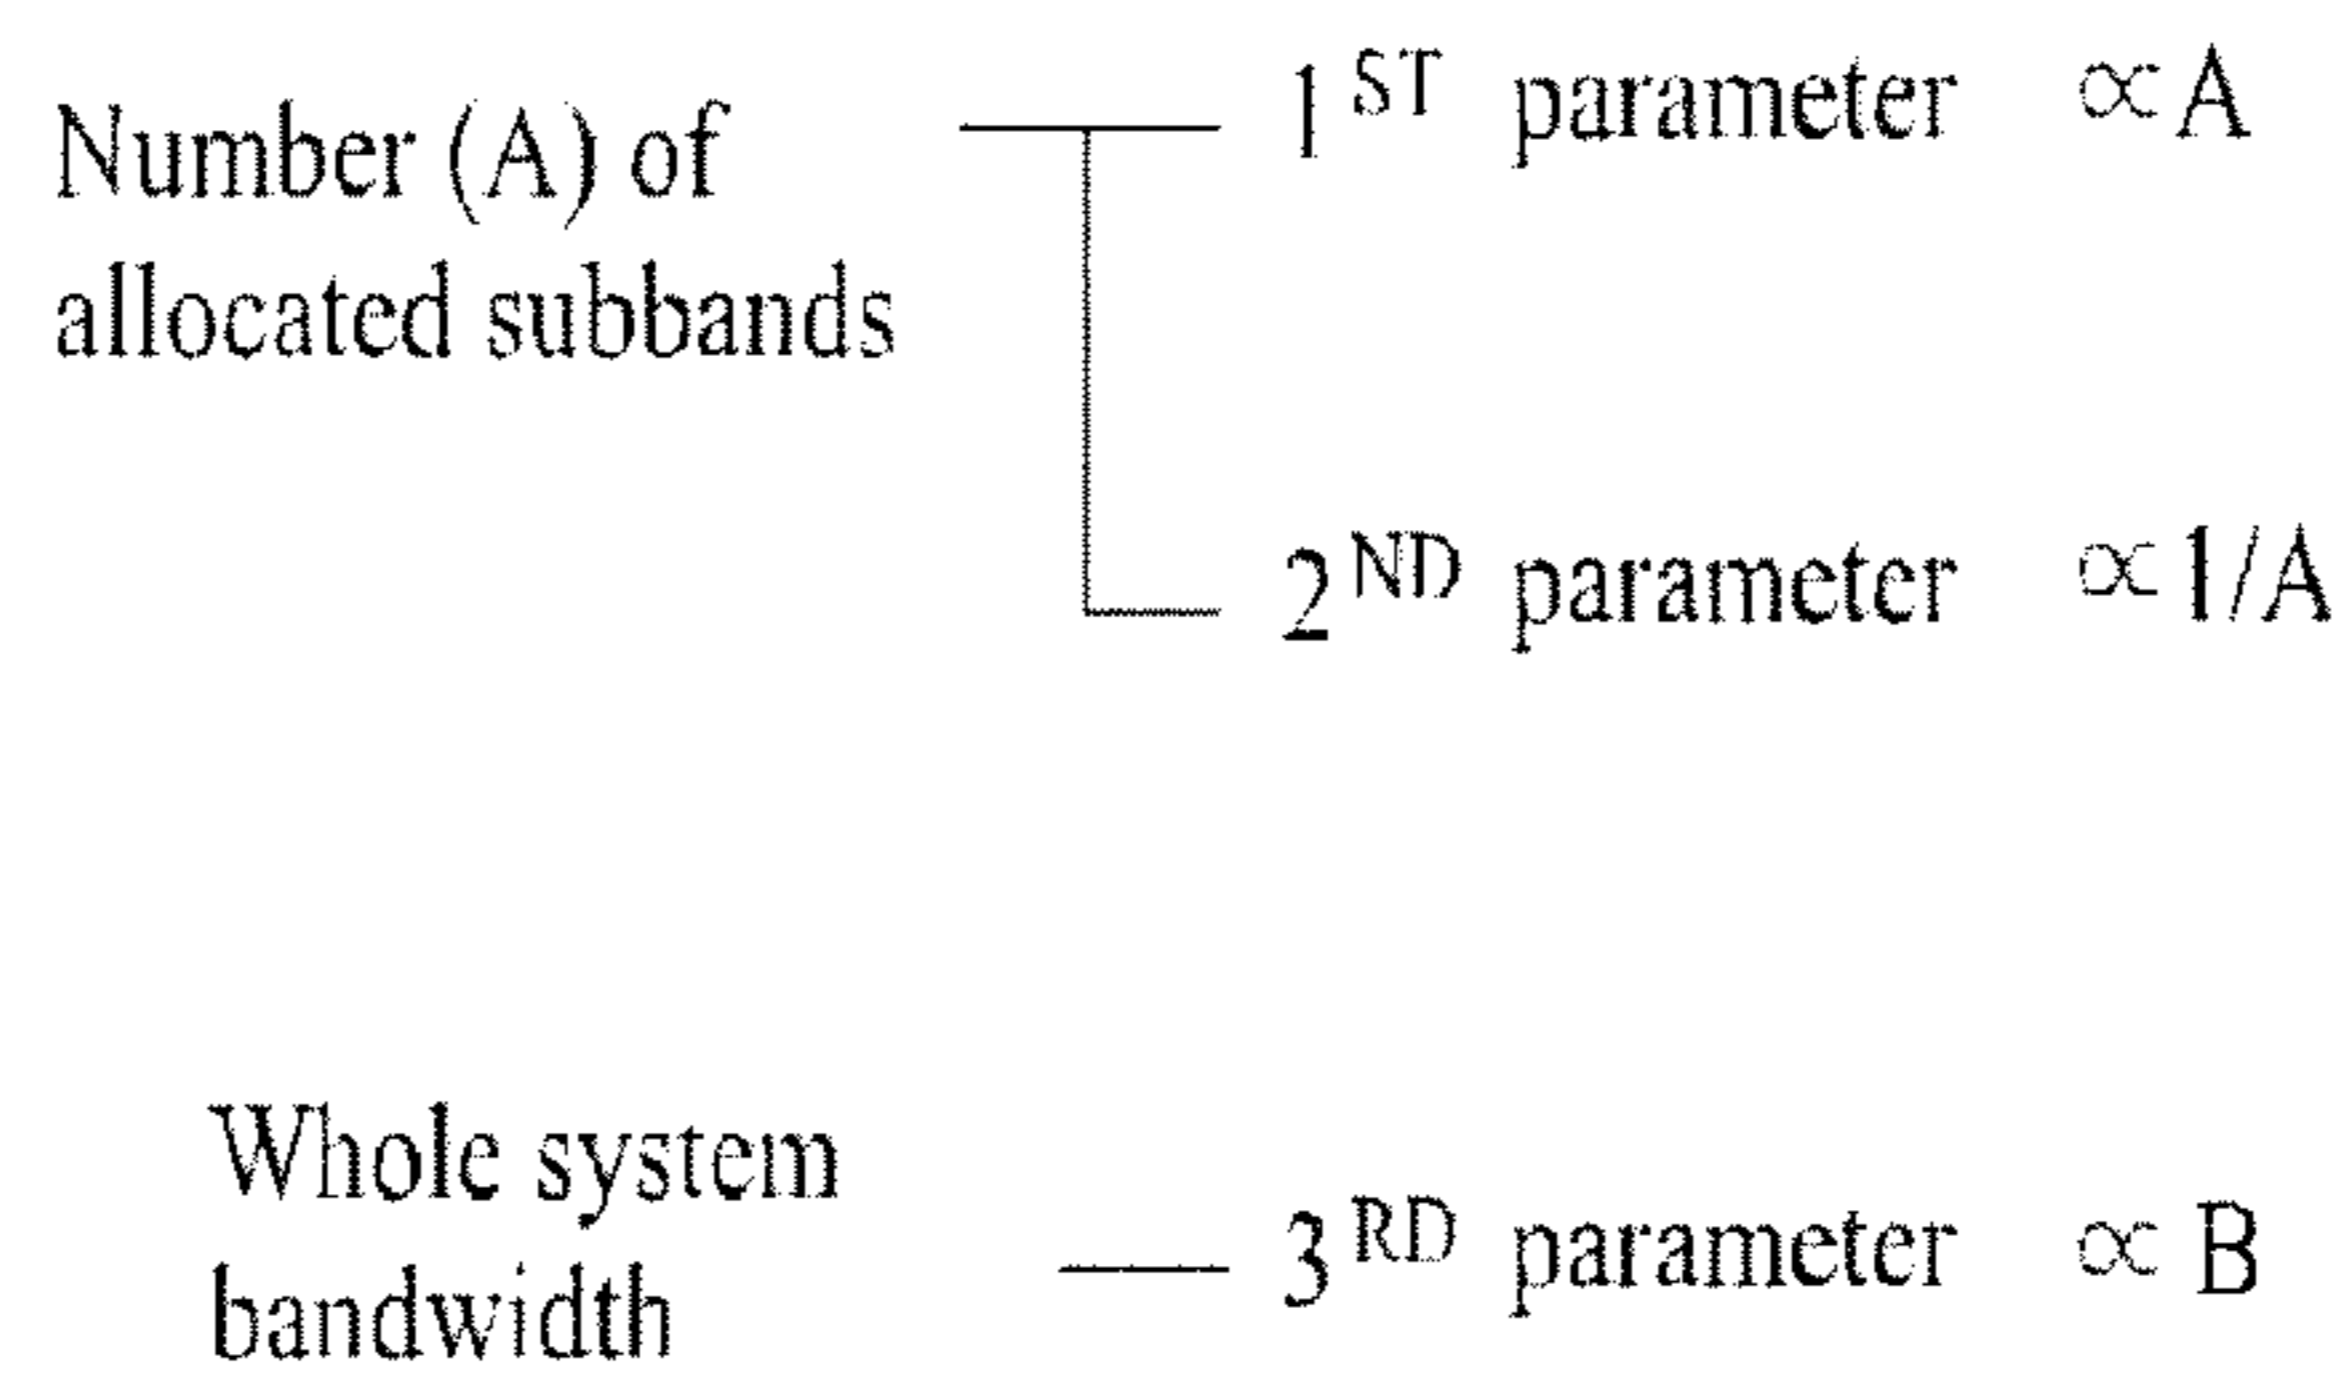 Number (A) of
allocated subbands
1ST parameter ∝A
2ND parameter ∝1/A
Whole system
bandwidth
3RD parameter ∝ B